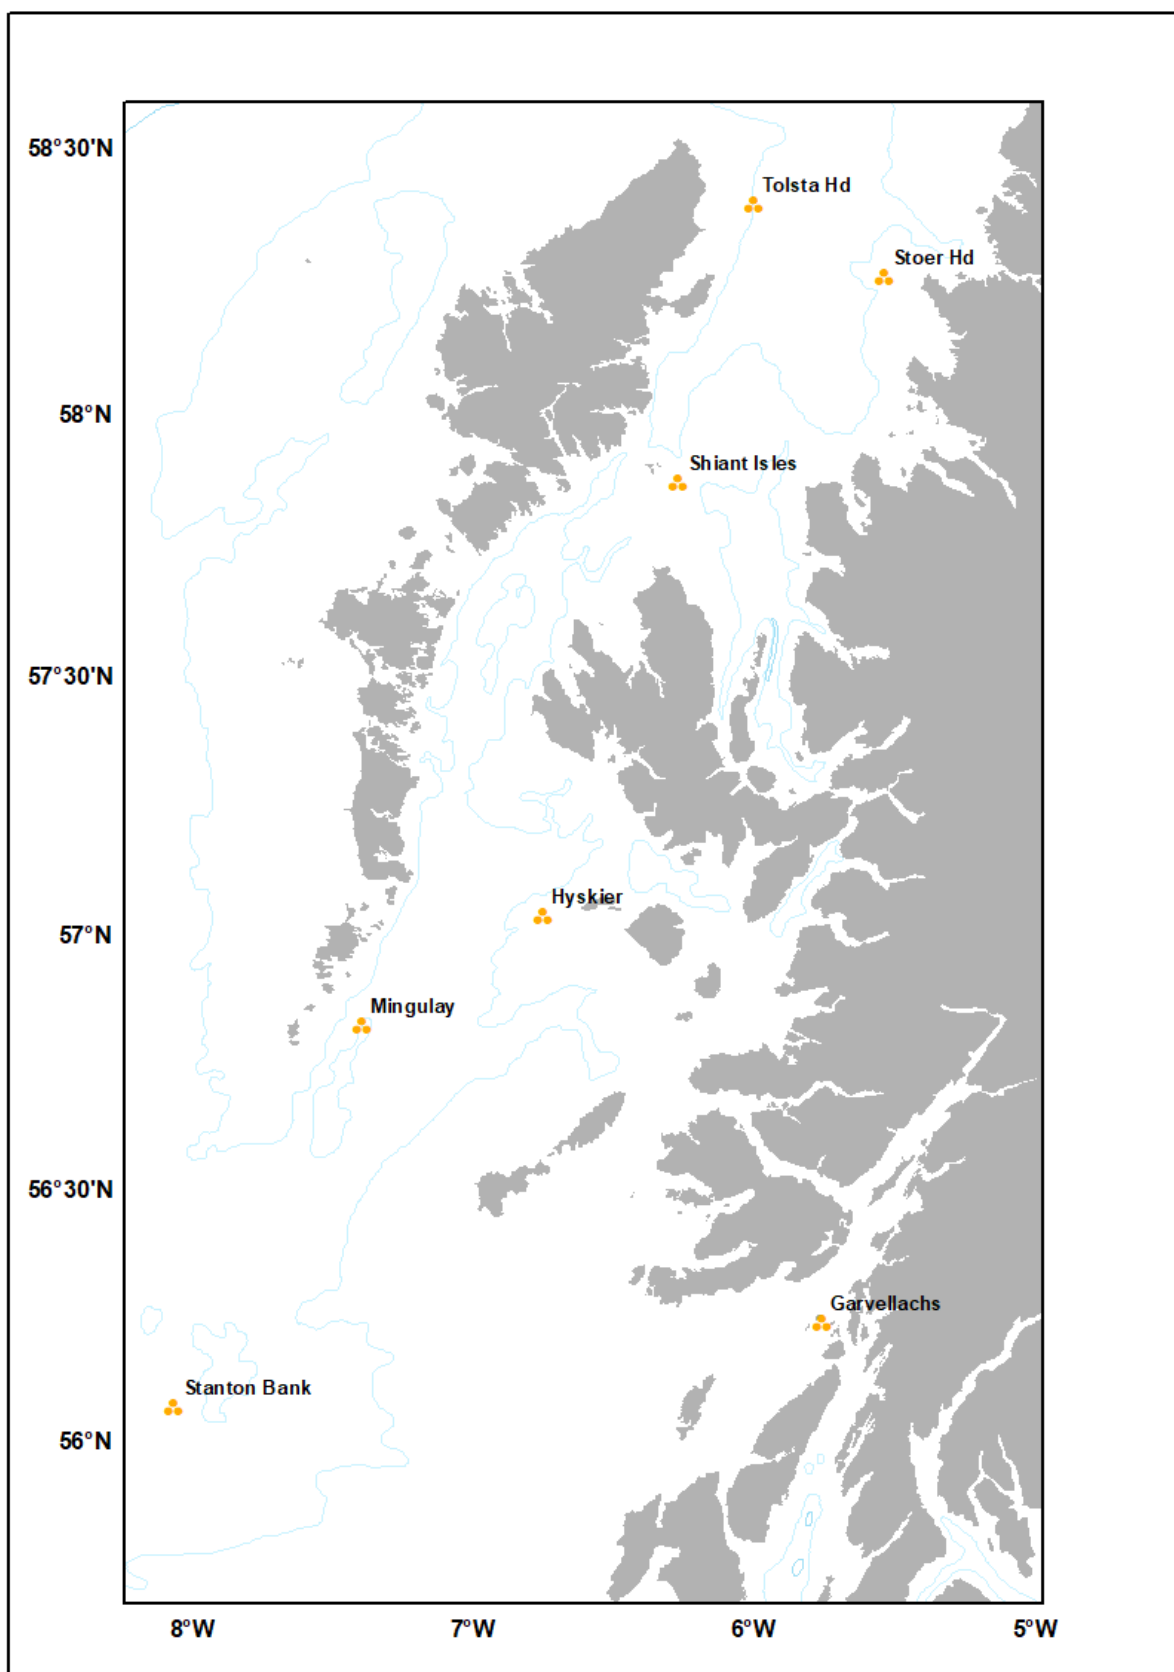 58°30'N
Tolsta Hd
Stoer Hd
58°N
Shiant Isles
57°30'N
Hyskier
57°N
Mingulay
56°30'N
Garvellachs
Stanton Bank
56°N
8°W 7°W 6°W 5°W